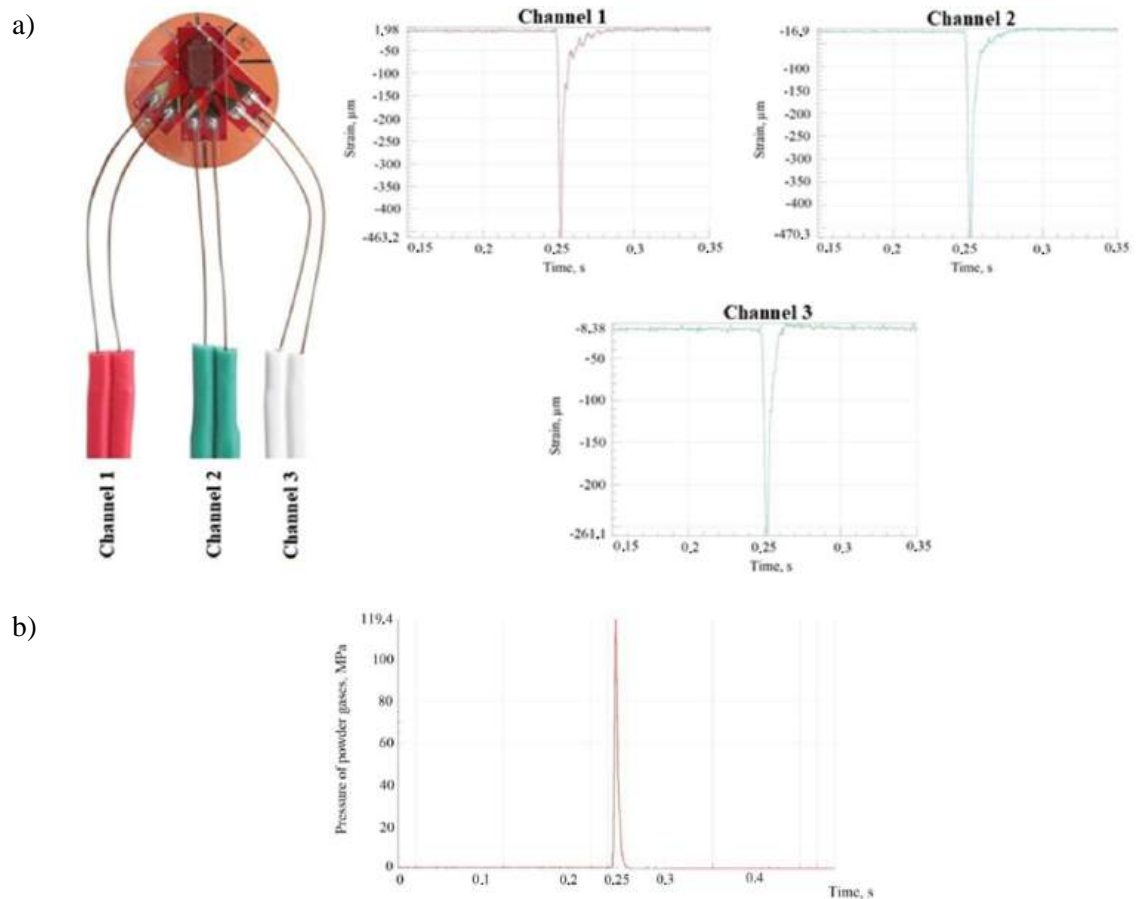 a)
Channel 1
1.98
-50
-100
-150
-200
-250
-300
-350
-400
-463.2
0.15 0.2 0.25 0.3 0.35
Strain, μm
Time, s
Channel 2
-16.9
-100
-150
-200
-250
-300
-350
-400
-470.3
0.15 0.2 0.25 0.3 0.35
Strain, μm
Time, s
Channel 1
Channel 2
Channel 3
Channel 3
-8.38
-50
-100
-150
-200
-261.1
0.15 0.2 0.25 0.3 0.35
Strain, μm
Time, s
b)
119.4
100
80
60
40
20
0
0 0.1 0.2 0.25 0.3 0.4
Pressure of powder gases, MPa
Time, s